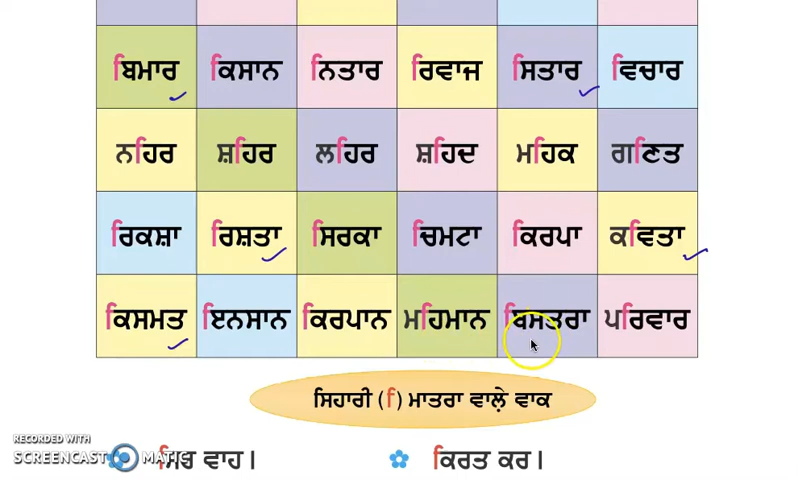 ਬਿਮਾਰ ਕਿਸਾਨ ਨਿਤਾਰ ਰਿਵਾਜ ਸਿਤਾਰ ਵਿਚਾਰ
ਨਹਿਰ ਸ਼ਹਿਰ ਲਹਿਰ ਸ਼ਹਿਦ ਮਹਿਕ ਗਣਿਤ
ਰਿਕਸ਼ਾ ਰਿਸ਼ਤਾ ਸਿਰਕਾ ਚਿਮਟਾ ਕਿਰਪਾ ਕਵਿਤਾ
ਕਿਸਮਤ ਇਨਸਾਨ ਕਿਰਪਾਨ ਮਹਿਮਾਨ ਬਿਸਤਰਾ ਪਰਿਵਾਰ
ਸਿਹਾਰੀ (ਿ) ਮਾਤਰਾ ਵਾਲੇ਼ ਵਾਕ
ਸਿਰ ਵਾਹ । ਕਿਰਤ ਕਰ ।
RECORDED WITH
SCREENCAST MATIC